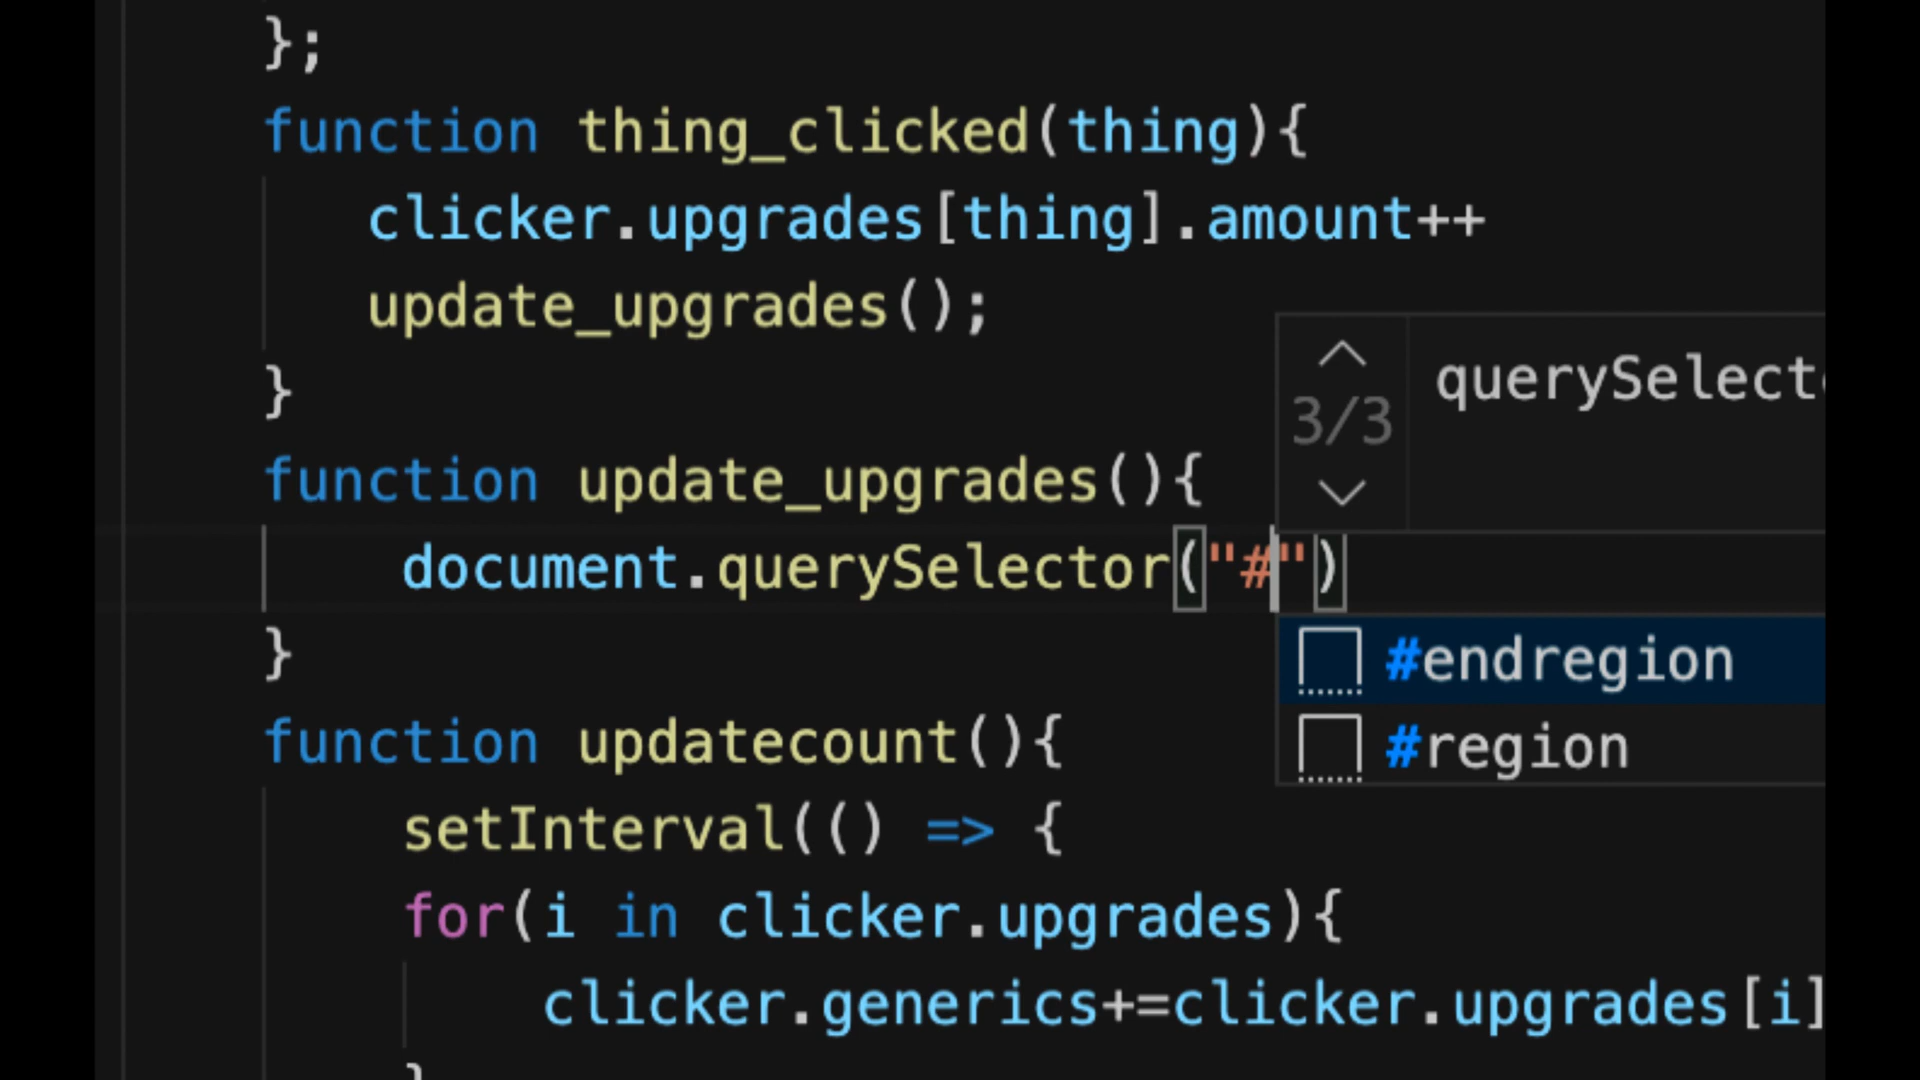 };
function thing_clicked(thing){
clicker.upgrades[thing].amount++
update_upgrades();
}
function update_upgrades(){
document.querySelector("#")
}
function updatecount(){
setInterval(() => {
for(i in clicker.upgrades){
clicker.generics+=clicker.upgrades[i]
}
querySelect
3/3
#endregion
#region